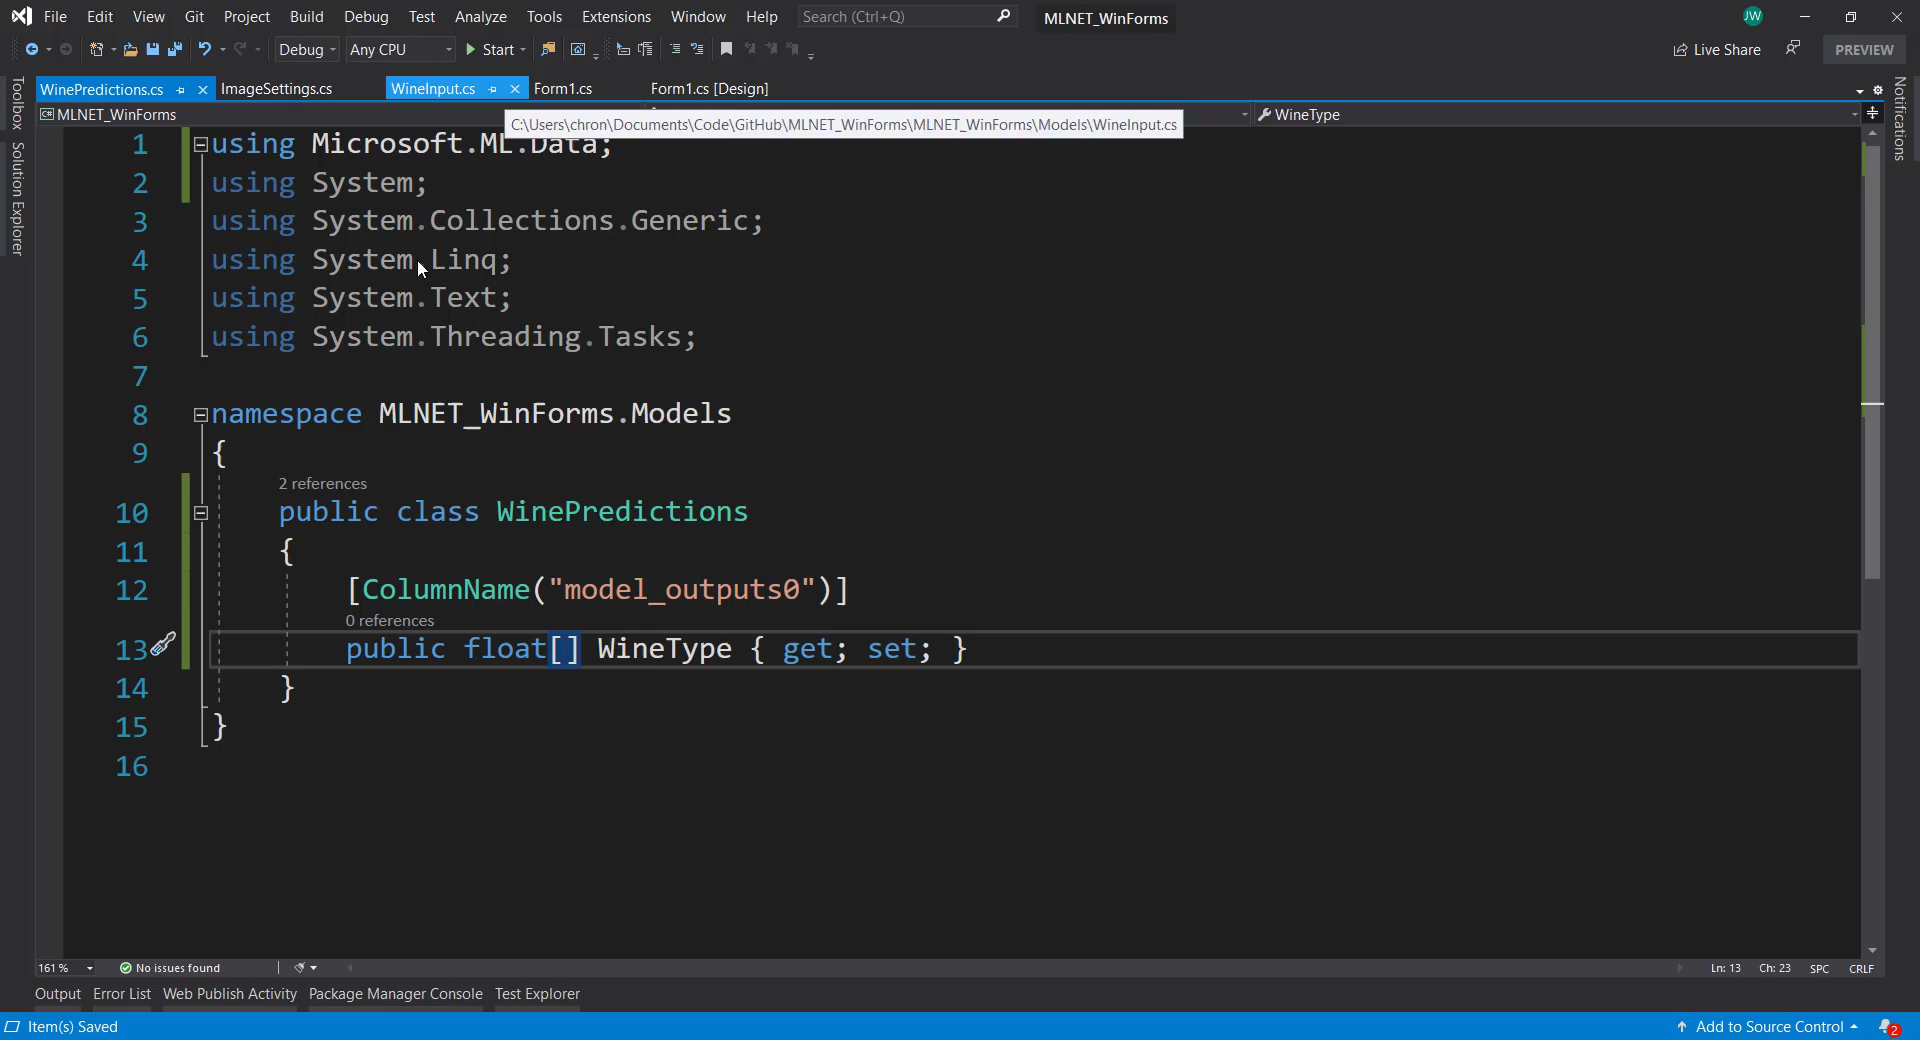 File Edit View Git Project Build Debug Test Analyze Tools Extensions Window Help Search (Ctrl+Q) MLNET_WinForms JW
Debug Any CPU Start Live Share PREVIEW
WinePredictions.cs ImageSettings.cs WineInput.cs Form1.cs Form1.cs [Design]
C# MLNET_WinForms WineType
C:\Users\chron\Documents\Code\GitHub\MLNET_WinForms\MLNET_WinForms\Models\WineInput.cs
Toolbox
Solution Explorer
Notifications
1 using Microsoft.ML.Data;
2 using System;
3 using System.Collections.Generic;
4 using System.Linq;
5 using System.Text;
6 using System.Threading.Tasks;
7
8 namespace MLNET_WinForms.Models
9 {
2 references
10 public class WinePredictions
11 {
12 [ColumnName("model_outputs0")]
0 references
13 public float[] WineType { get; set; }
14 }
15 }
16
161 % No issues found Ln: 13 Ch: 23 SPC CRLF
Output Error List Web Publish Activity Package Manager Console Test Explorer
Item(s) Saved Add to Source Control 2